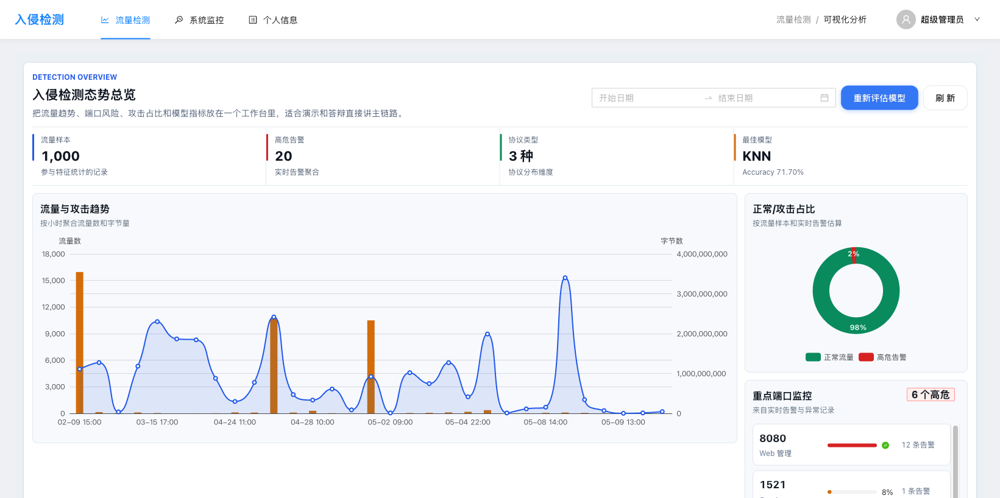 入侵检测
流量检测
系统监控
个人信息
流量检测 / 可视化分析
超级管理员
DETECTION OVERVIEW
入侵检测态势总览
把流量趋势、端口风险、攻击占比和模型指标放在一个工作台里，适合演示和答辩直接讲主链路。
开始日期 → 结束日期
重新评估模型
刷 新
流量样本
1,000
参与特征统计的记录
高危告警
20
实时告警聚合
协议类型
3 种
协议分布维度
最佳模型
KNN
Accuracy 71.70%
流量与攻击趋势
按小时聚合流量数和字节量
流量数
字节数
18,000
15,000
12,000
9,000
6,000
3,000
0
4,000,000,000
3,000,000,000
2,000,000,000
1,000,000,000
0
02-09 15:00
03-15 17:00
04-24 11:00
04-28 10:00
05-02 09:00
05-04 22:00
05-08 14:00
05-09 13:00
正常/攻击占比
按流量样本和实时告警估算
2%
98%
正常流量
高危告警
重点端口监控
6 个高危
来自实时告警与异常记录
8080
Web 管理
12 条告警
1521
8%
1 条告警